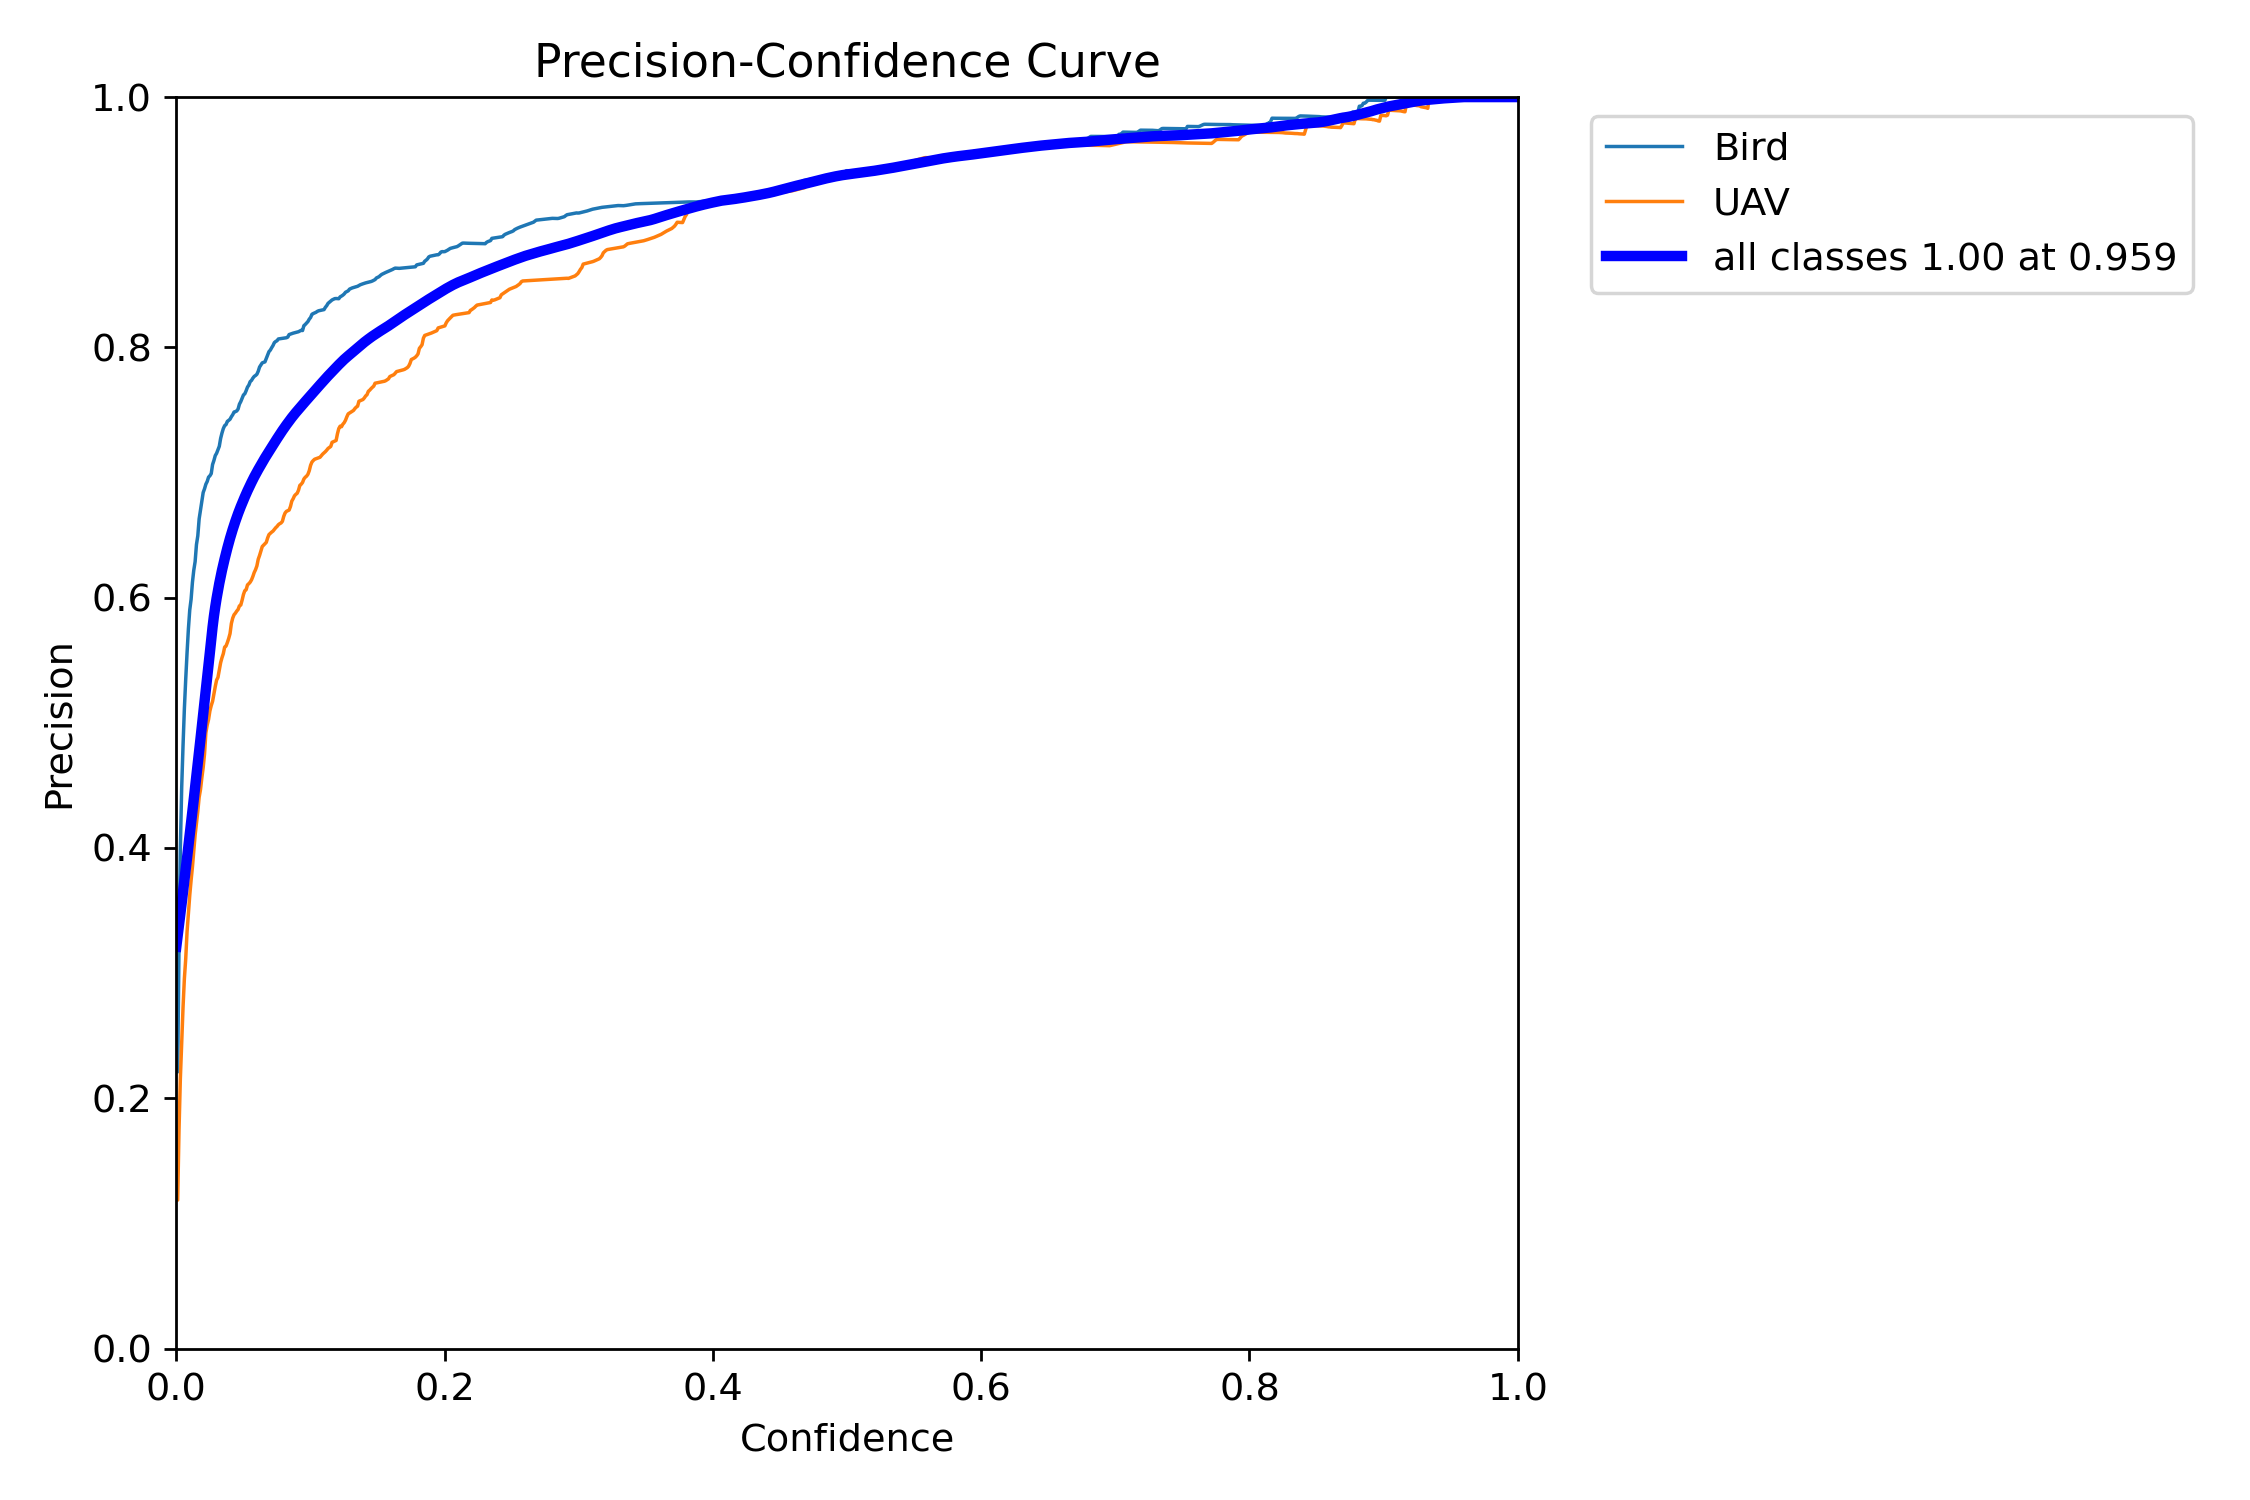 Precision-Confidence Curve
1.0
0.8
0.6
0.4
0.2
0.0
Precision
0.0 0.2 0.4 0.6 0.8 1.0
Confidence
Bird
UAV
all classes 1.00 at 0.959